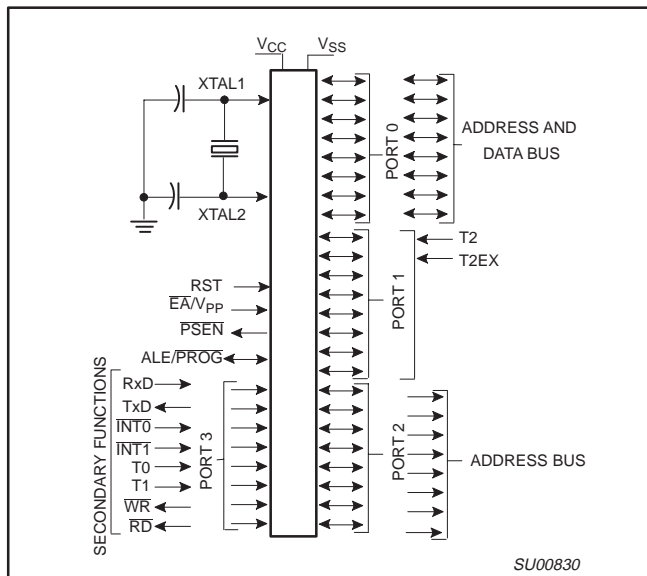 VCC
VSS
XTAL1
XTAL2
PORT 0
ADDRESS AND
DATA BUS
T2
T2EX
PORT 1
RST
EA/VPP
PSEN
ALE/PROG
SECONDARY FUNCTIONS
RxD
TxD
INT0
INT1
T0
T1
WR
RD
PORT 3
PORT 2
ADDRESS BUS
SU00830